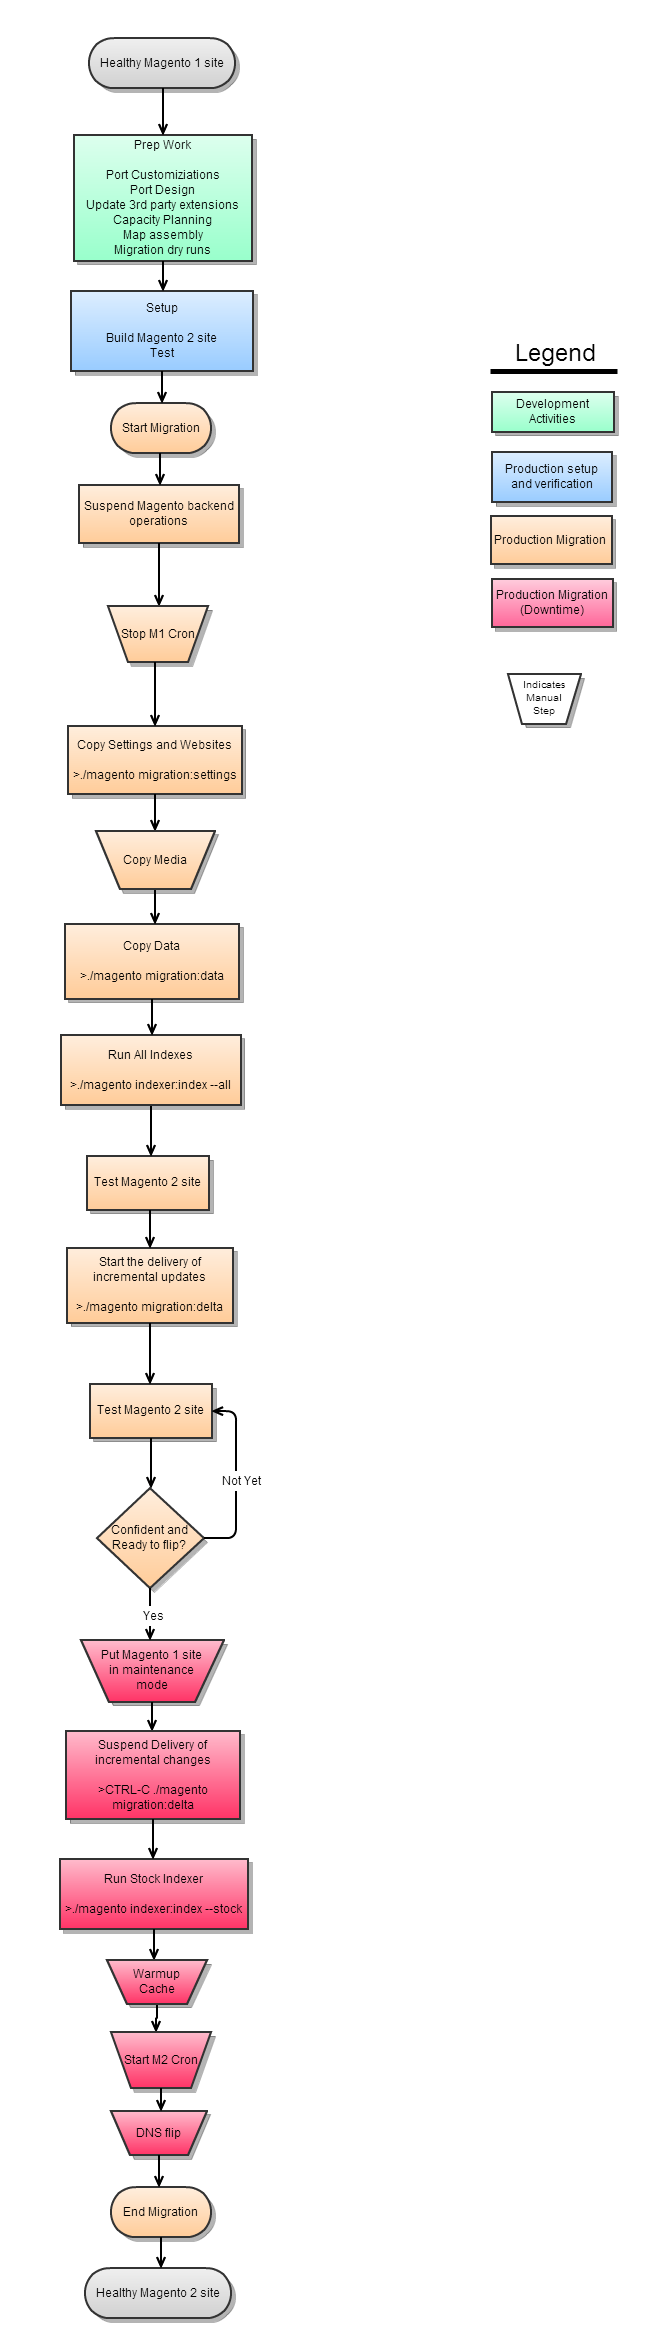 Healthy Magento 1 site
Prep Work
Port Customiziations
Port Design
Update 3rd party extensions
Capacity Planning
Map assembly
Migration dry runs
Setup
Build Magento 2 site
Test
Start Migration
Suspend Magento backend
operations
Stop M1 Cron
Copy Settings and Websites
>./magento migration:settings
Copy Media
Copy Data
>./magento migration:data
Run All Indexes
>./magento indexer:index --all
Test Magento 2 site
Start the delivery of
incremental updates
>./magento migration:delta
Test Magento 2 site
Not Yet
Confident and
Ready to flip?
Yes
Put Magento 1 site
in maintenance
mode
Suspend Delivery of
incremental changes
>CTRL-C ./magento
migration:delta
Run Stock Indexer
>./magento indexer:index --stock
Warmup
Cache
Start M2 Cron
DNS flip
End Migration
Healthy Magento 2 site
Legend
Development
Activities
Production setup
and verification
Production Migration
Production Migration
(Downtime)
Indicates
Manual
Step